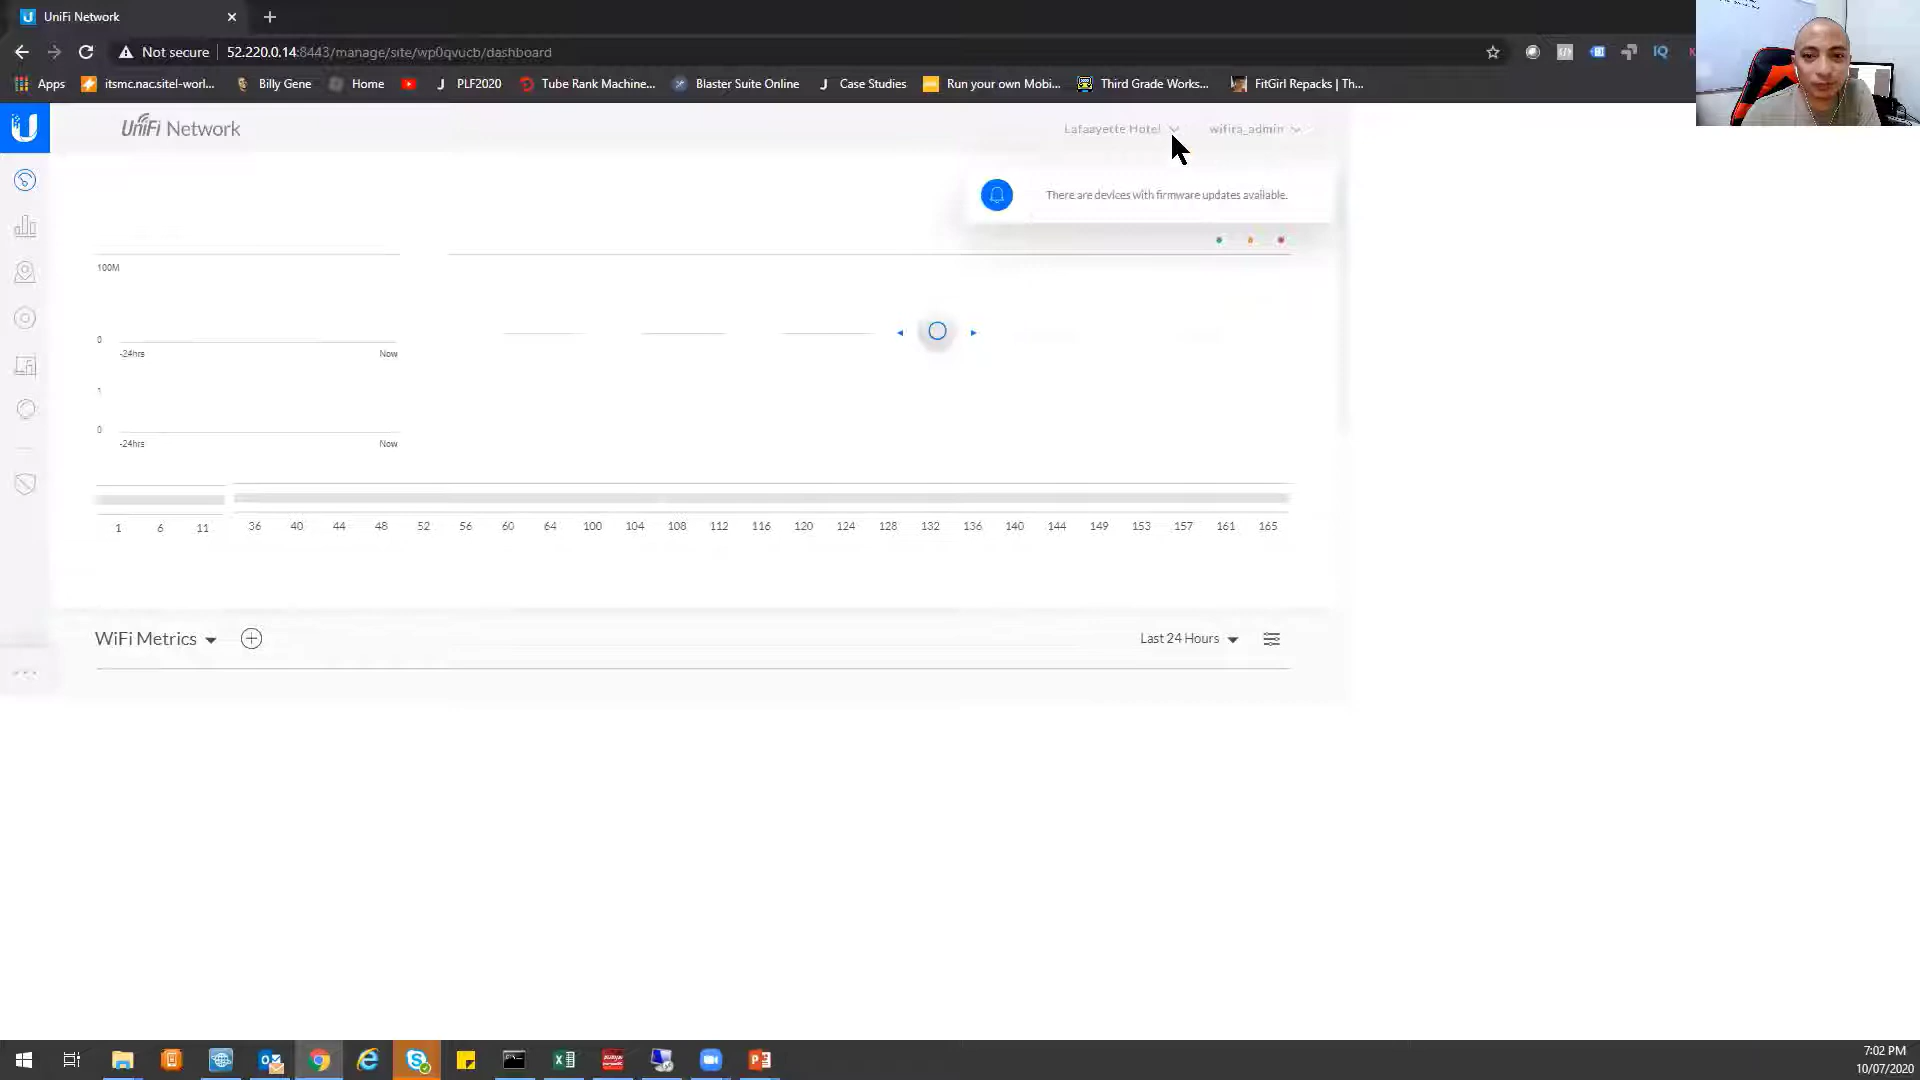 UniFi Network
Not secure
52.220.0.14:8443/manage/site/wp0qvucb/dashboard
Apps
itsmc.nac.sitel-worl...
Billy Gene
Home
PLF2020
Tube Rank Machine...
Blaster Suite Online
Case Studies
Run your own Mobi...
Third Grade Works...
FitGirl Repacks | Th...
UniFi Network
Lafaayette Hotel
wifira_admin
There are devices with firmware updates available.
100M
0
-24hrs
Now
1
0
-24hrs
Now
1 6 11 36 40 44 48 52 56 60 64 100 104 108 112 116 120 124 128 132 136 140 144 149 153 157 161 165
WiFi Metrics
Last 24 Hours
7:02 PM
10/07/2020